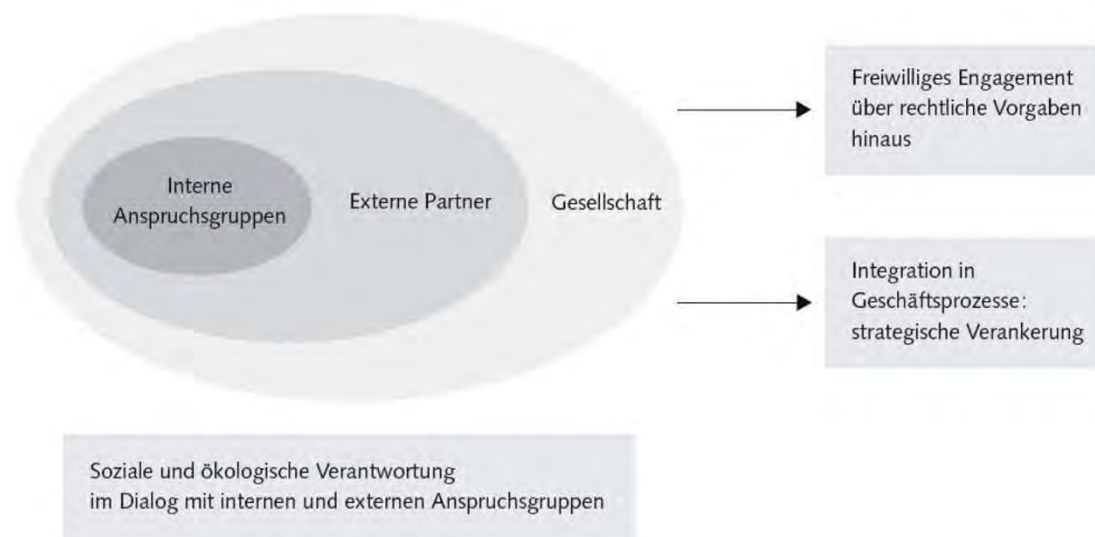 Interne
Anspruchsgruppen
Externe Partner
Gesellschaft
Freiwilliges Engagement
über rechtliche Vorgaben
hinaus
Integration in
Geschäftsprozesse:
strategische Verankerung
Soziale und ökologische Verantwortung
im Dialog mit internen und externen Anspruchsgruppen